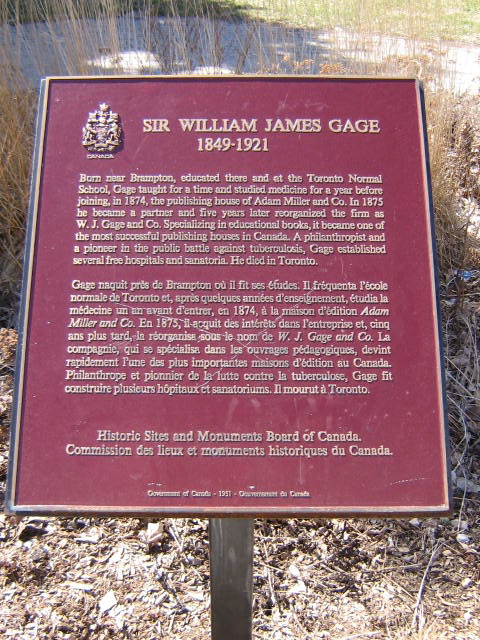 CANADA
SIR WILLIAM JAMES GAGE
1849-1921
Born near Brampton, educated there and at the Toronto Normal
School, Gage taught for a time and studied medicine for a year before
joining, in 1874, the publishing house of Adam Miller and Co. In 1875
he became a partner and five years later reorganized the firm as
W. J. Gage and Co. Specializing in educational books, it became one of
the most successful publishing houses in Canada. A philanthropist and
a pioneer in the public battle against tuberculosis, Gage established
several free hospitals and sanatoria. He died in Toronto.
Gage naquit près de Brampton où il fit ses études. Il fréquenta l'école
normale de Toronto et, après quelques années d'enseignement, étudia la
médecine un an avant d'entrer, en 1874, à la maison d'édition Adam
Miller and Co. En 1875, il acquit des intérêts dans l'entreprise et, cinq
ans plus tard, la réorganisa sous le nom de W. J. Gage and Co. La
compagnie, qui se spécialisa dans les ouvrages pédagogiques, devint
rapidement l'une des plus importantes maisons d'édition au Canada.
Philanthrope et pionnier de la lutte contre la tuberculose, Gage fit
construire plusieurs hôpitaux et sanatoriums. Il mourut à Toronto.
Historic Sites and Monuments Board of Canada.
Commission des lieux et monuments historiques du Canada.
Government of Canada - 1951 - Gouvernement du Canada